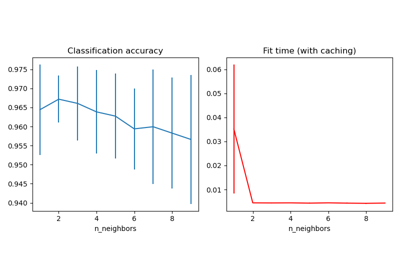 Classification accuracy
0.975
0.970
0.965
0.960
0.955
0.950
0.945
0.940
2 4 6 8
n_neighbors
Fit time (with caching)
0.06
0.05
0.04
0.03
0.02
0.01
2 4 6 8
n_neighbors